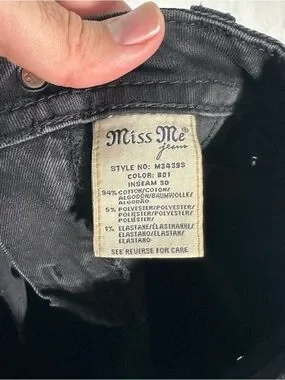 Miss Me®
jeans
STYLE NO: M3439S
COLOR: B01
INSEAM 30
94% COTTON/COTON/
ALGODÓN/BAUMWOLLE/
ALGODÃO
5% POLYESTER/POLYESTER/
POLIÉSTER/POLYESTER/
POLIÉSTER
1% ELASTANE/ÉLASTHANNE/
ELASTANO/ELASTAN/
ELASTANO
SEE REVERSE FOR CARE